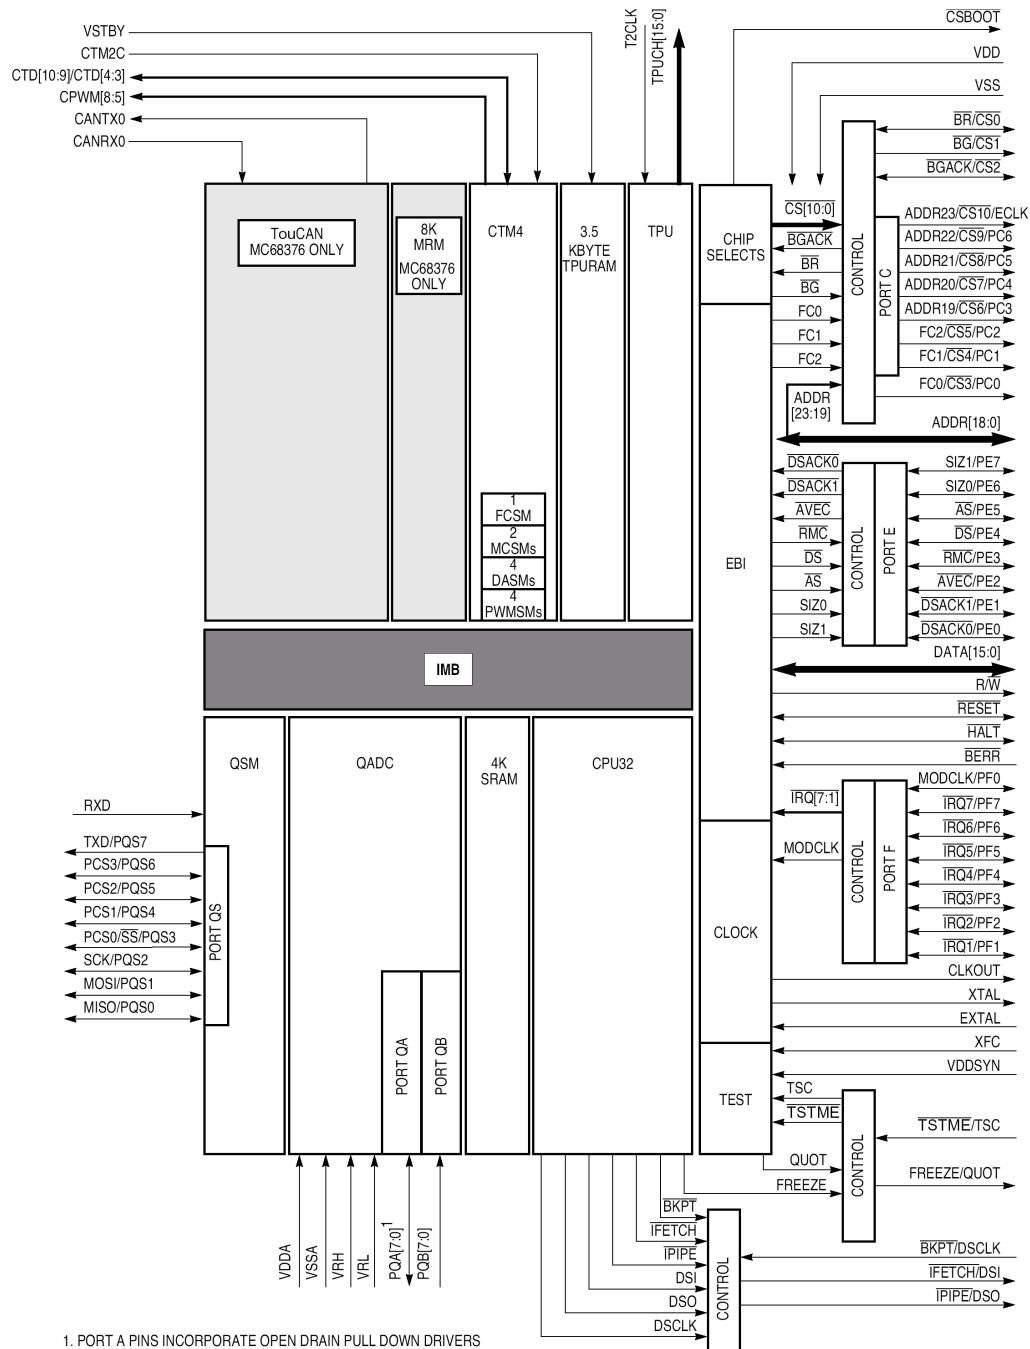 VSTBY
CTM2C
CTD[10:9]/CTD[4:3]
CPWM[8:5]
CANTX0
CANRX0
T2CLK
TPUCH[15:0]
CSBOOT
VDD
VSS
BR/CS0
BG/CS1
BGACK/CS2
TouCAN
MC68376 ONLY
8K
MRM
MC68376
ONLY
CTM4
3.5
KBYTE
TPURAM
TPU
CHIP
SELECTS
CS[10:0]
BGACK
BR
BG
FC0
FC1
FC2
ADDR
[23:19]
CONTROL
PORT C
ADDR23/CS10/ECLK
ADDR22/CS9/PC6
ADDR21/CS8/PC5
ADDR20/CS7/PC4
ADDR19/CS6/PC3
FC2/CS5/PC2
FC1/CS4/PC1
FC0/CS3/PC0
ADDR[18:0]
1
FCSM
2
MCSMs
4
DASMs
4
PWMSMs
EBI
DSACK0
DSACK1
AVEC
RMC
DS
AS
SIZ0
SIZ1
CONTROL
PORT E
SIZ1/PE7
SIZ0/PE6
AS/PE5
DS/PE4
RMC/PE3
AVEC/PE2
DSACK1/PE1
DSACK0/PE0
DATA[15:0]
IMB
R/W
RESET
HALT
BERR
QSM
QADC
4K
SRAM
CPU32
RXD
TXD/PQS7
PCS3/PQS6
PCS2/PQS5
PCS1/PQS4
PCS0/SS/PQS3
SCK/PQS2
MOSI/PQS1
MISO/PQS0
PORT QS
PORT QA
PORT QB
IRQ[7:1]
MODCLK
CONTROL
PORT F
MODCLK/PF0
IRQ7/PF7
IRQ6/PF6
IRQ5/PF5
IRQ4/PF4
IRQ3/PF3
IRQ2/PF2
IRQ1/PF1
CLOCK
CLKOUT
XTAL
EXTAL
XFC
VDDSYN
TEST
TSC
TSTME
QUOT
FREEZE
CONTROL
TSTME/TSC
FREEZE/QUOT
VDDA
VSSA
VRH
VRL
PQA[7:0]1
PQB[7:0]
BKPT
IFETCH
IPIPE
DSI
DSO
DSCLK
CONTROL
BKPT/DSCLK
IFETCH/DSI
IPIPE/DSO
1. PORT A PINS INCORPORATE OPEN DRAIN PULL DOWN DRIVERS